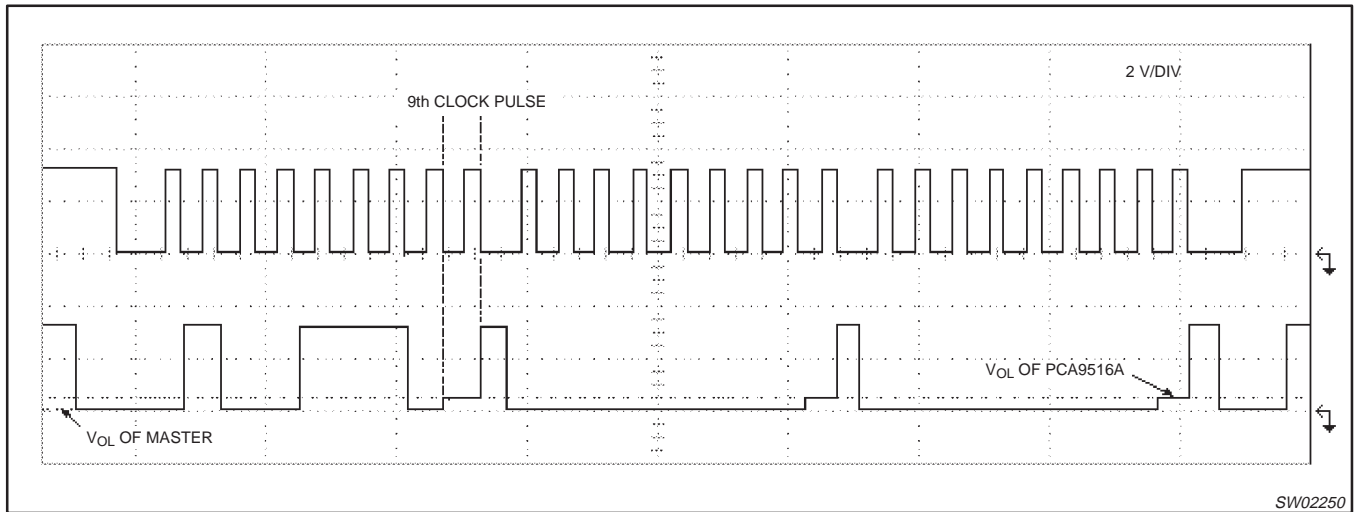 2 V/DIV
9th CLOCK PULSE
VOL OF PCA9516A
VOL OF MASTER
SW02250